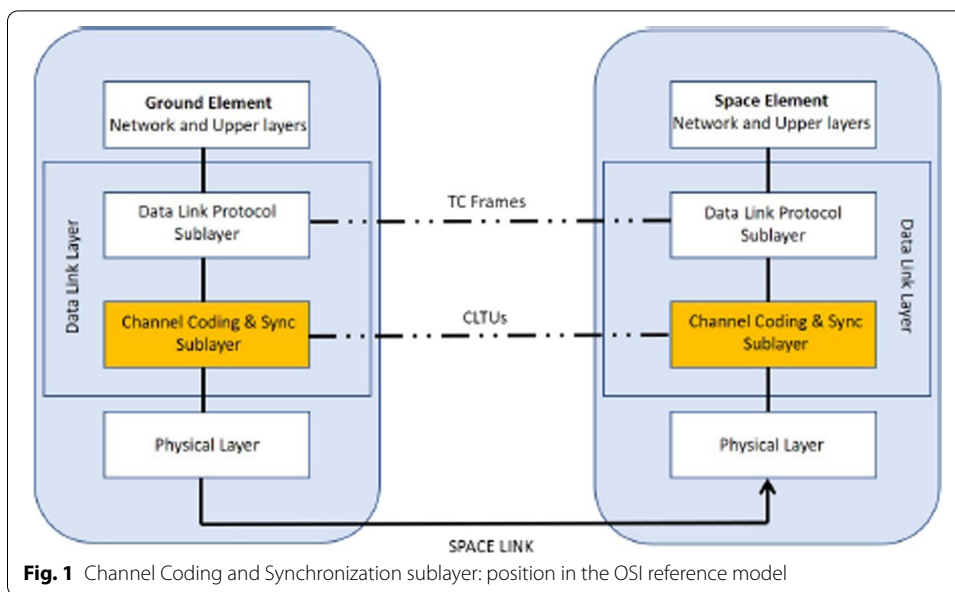 Ground Element
Network and Upper layers
Data Link Layer
Data Link Protocol
Sublayer
Channel Coding & Sync
Sublayer
Physical Layer
TC Frames
CLTUs
SPACE LINK
Space Element
Network and Upper layers
Data Link Protocol
Sublayer
Channel Coding & Sync
Sublayer
Data Link Layer
Physical Layer
Fig. 1 Channel Coding and Synchronization sublayer: position in the OSI reference model